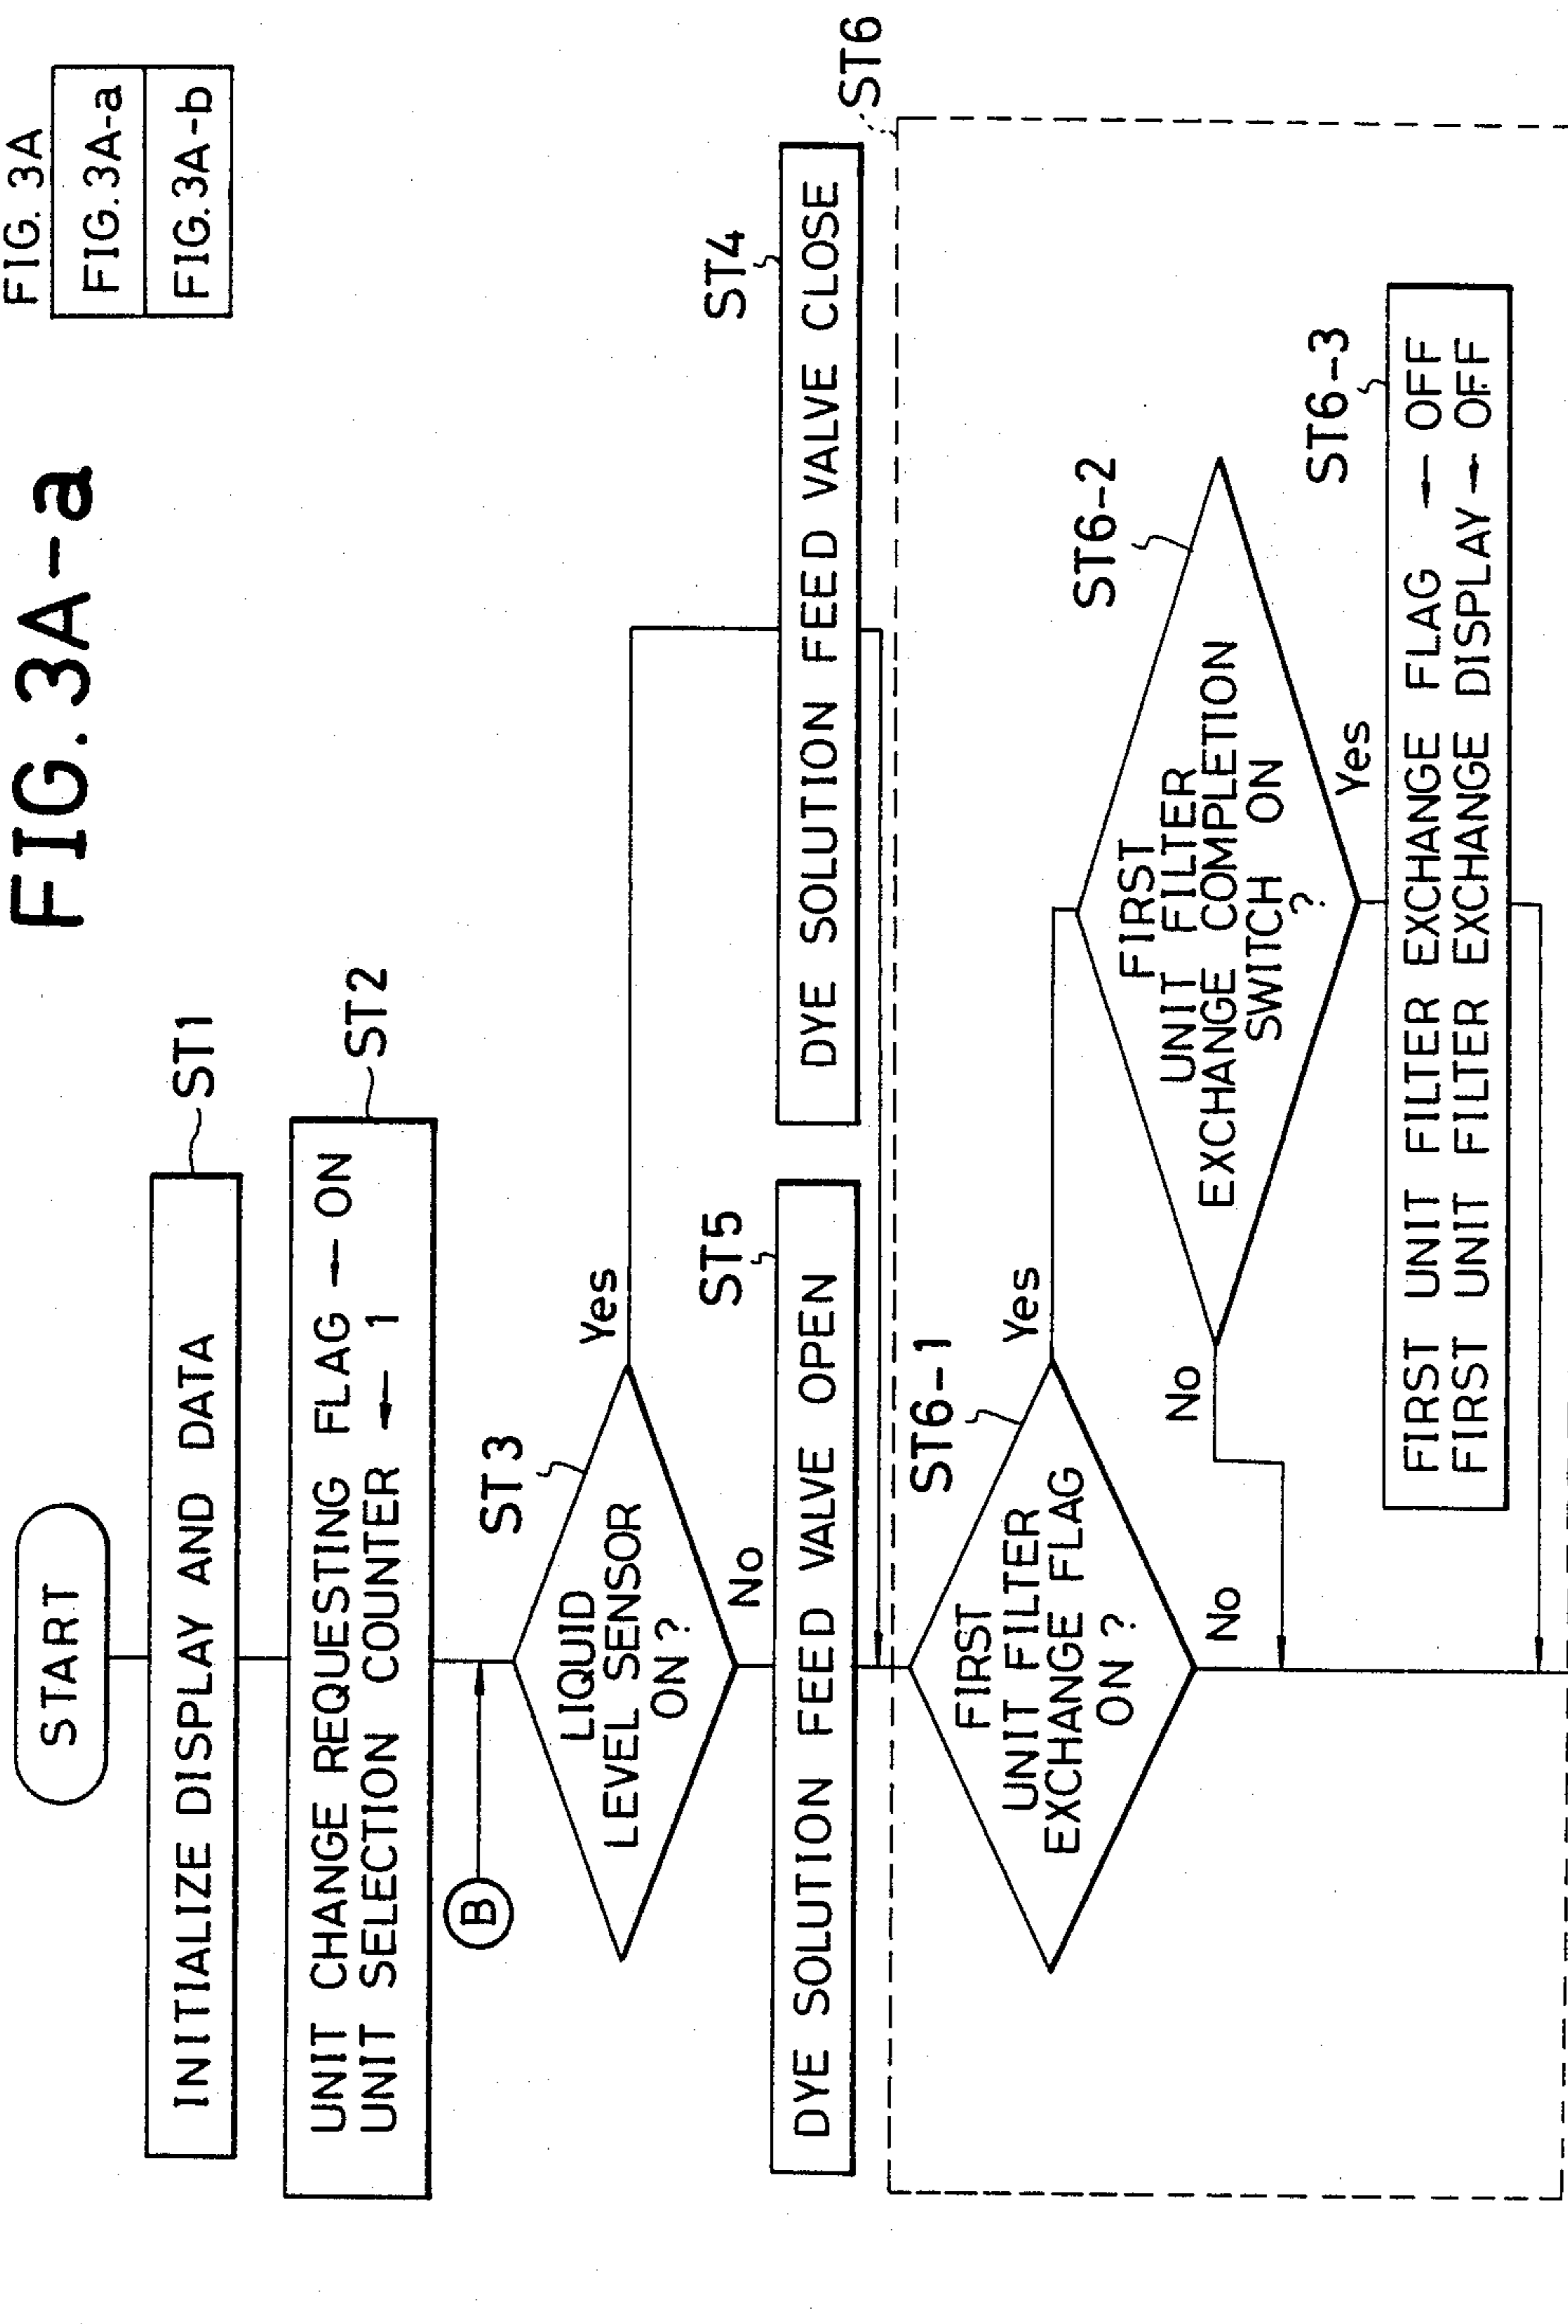 FIG. 3A
FIG. 3A-a
FIG. 3A-b
FIG. 3A-a
START
INITIALIZE DISPLAY AND DATA
ST1
UNIT CHANGE REQUESTING FLAG ← ON
UNIT SELECTION COUNTER ← 1
ST2
B
LIQUID
LEVEL SENSOR
ON?
ST3
Yes
No
DYE SOLUTION FEED VALVE CLOSE
ST4
DYE SOLUTION FEED VALVE OPEN
ST5
ST6
FIRST
UNIT FILTER
EXCHANGE FLAG
ON?
ST6-1
Yes
No
FIRST
UNIT FILTER
EXCHANGE COMPLETION
SWITCH ON
?
ST6-2
No
Yes
FIRST UNIT FILTER EXCHANGE FLAG ← OFF
FIRST UNIT FILTER EXCHANGE DISPLAY ← OFF
ST6-3